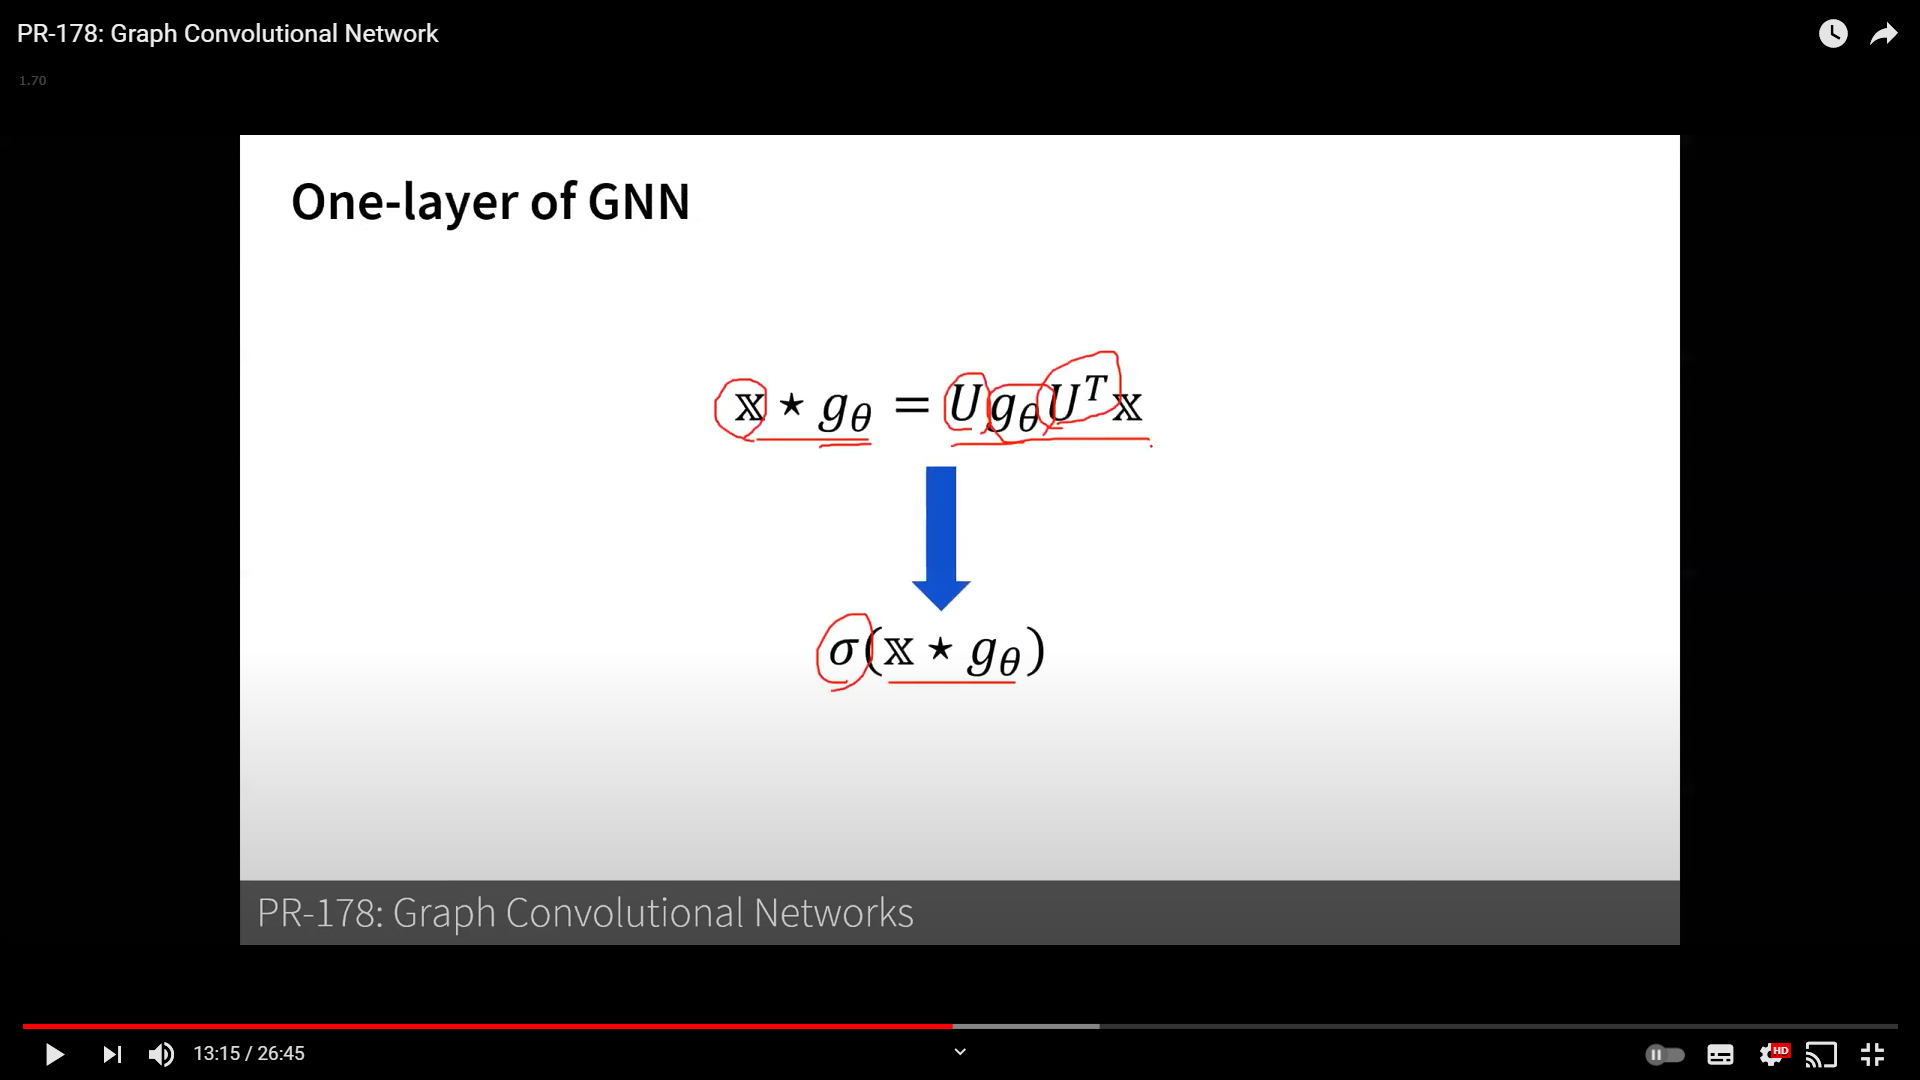 PR-178: Graph Convolutional Network
1.70
One-layer of GNN
𝕩 ⋆ g_θ = U g_θ U^T 𝕩
σ(𝕩 ⋆ g_θ)
PR-178: Graph Convolutional Networks
13:15 / 26:45
HD